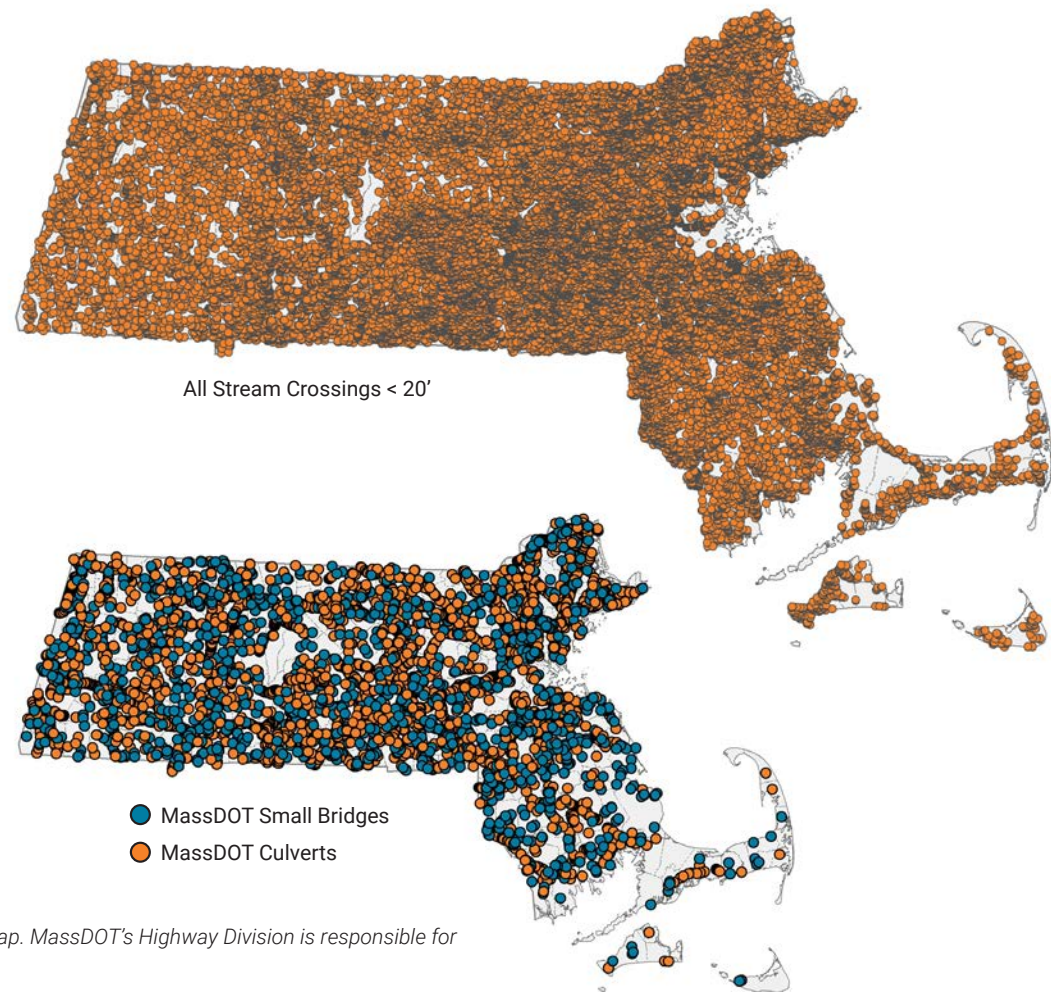 All Stream Crossings < 20’
MassDOT Small Bridges
MassDOT Culverts
ap. MassDOT’s Highway Division is responsible for